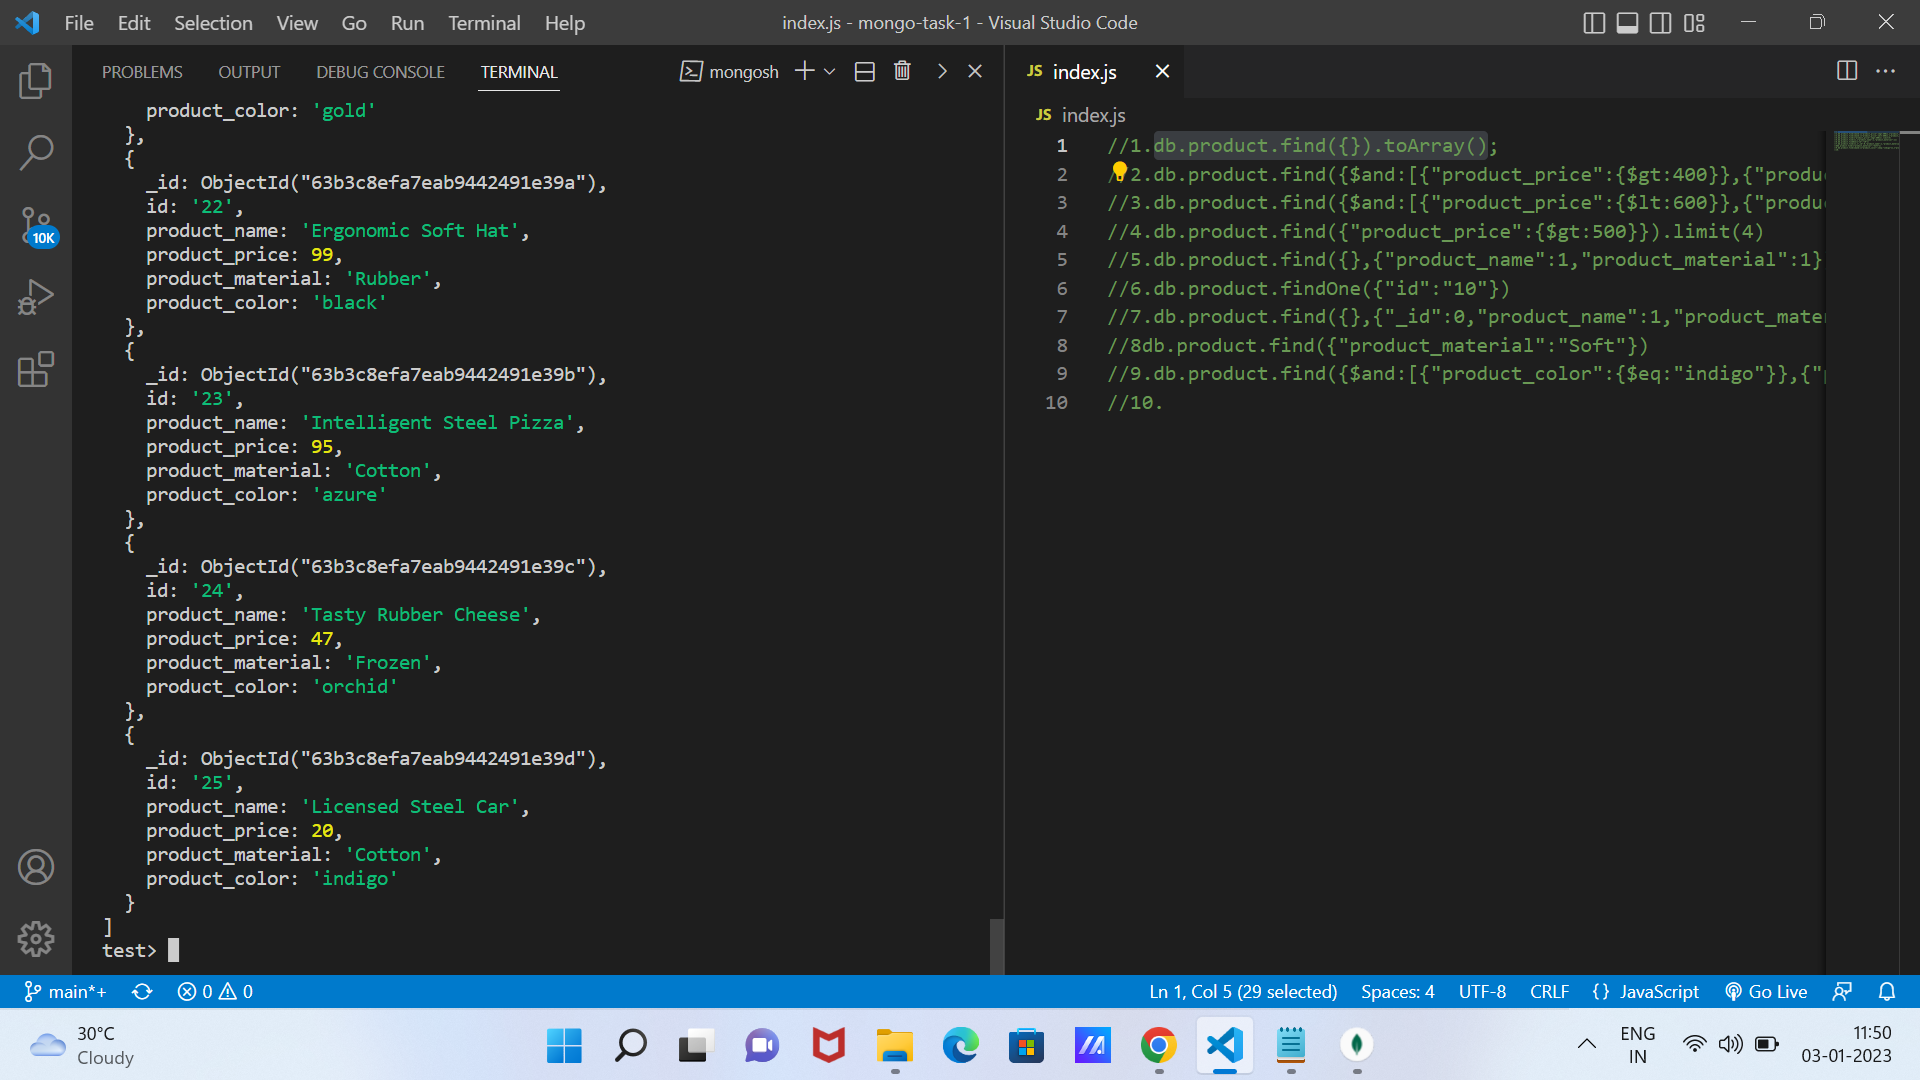 File Edit Selection View Go Run Terminal Help
index.js - mongo-task-1 - Visual Studio Code
PROBLEMS OUTPUT DEBUG CONSOLE TERMINAL
mongosh
product_color: 'gold'
},
{
_id: ObjectId("63b3c8efa7eab9442491e39a"),
id: '22',
product_name: 'Ergonomic Soft Hat',
product_price: 99,
product_material: 'Rubber',
product_color: 'black'
},
{
_id: ObjectId("63b3c8efa7eab9442491e39b"),
id: '23',
product_name: 'Intelligent Steel Pizza',
product_price: 95,
product_material: 'Cotton',
product_color: 'azure'
},
{
_id: ObjectId("63b3c8efa7eab9442491e39c"),
id: '24',
product_name: 'Tasty Rubber Cheese',
product_price: 47,
product_material: 'Frozen',
product_color: 'orchid'
},
{
_id: ObjectId("63b3c8efa7eab9442491e39d"),
id: '25',
product_name: 'Licensed Steel Car',
product_price: 20,
product_material: 'Cotton',
product_color: 'indigo'
}
]
test>
10K
JS index.js
JS index.js
1 //1.db.product.find({}).toArray();
2 //2.db.product.find({$and:[{"product_price":{$gt:400}},{"produ
3 //3.db.product.find({$and:[{"product_price":{$lt:600}},{"produ
4 //4.db.product.find({"product_price":{$gt:500}}).limit(4)
5 //5.db.product.find({},{"product_name":1,"product_material":1}
6 //6.db.product.findOne({"id":"10"})
7 //7.db.product.find({},{"_id":0,"product_name":1,"product_mate
8 //8db.product.find({"product_material":"Soft"})
9 //9.db.product.find({$and:[{"product_color":{$eq:"indigo"}},{"
10 //10.
main*+ 0 0
Ln 1, Col 5 (29 selected) Spaces: 4 UTF-8 CRLF {} JavaScript Go Live
30°C
Cloudy
ENG
IN
11:50
03-01-2023